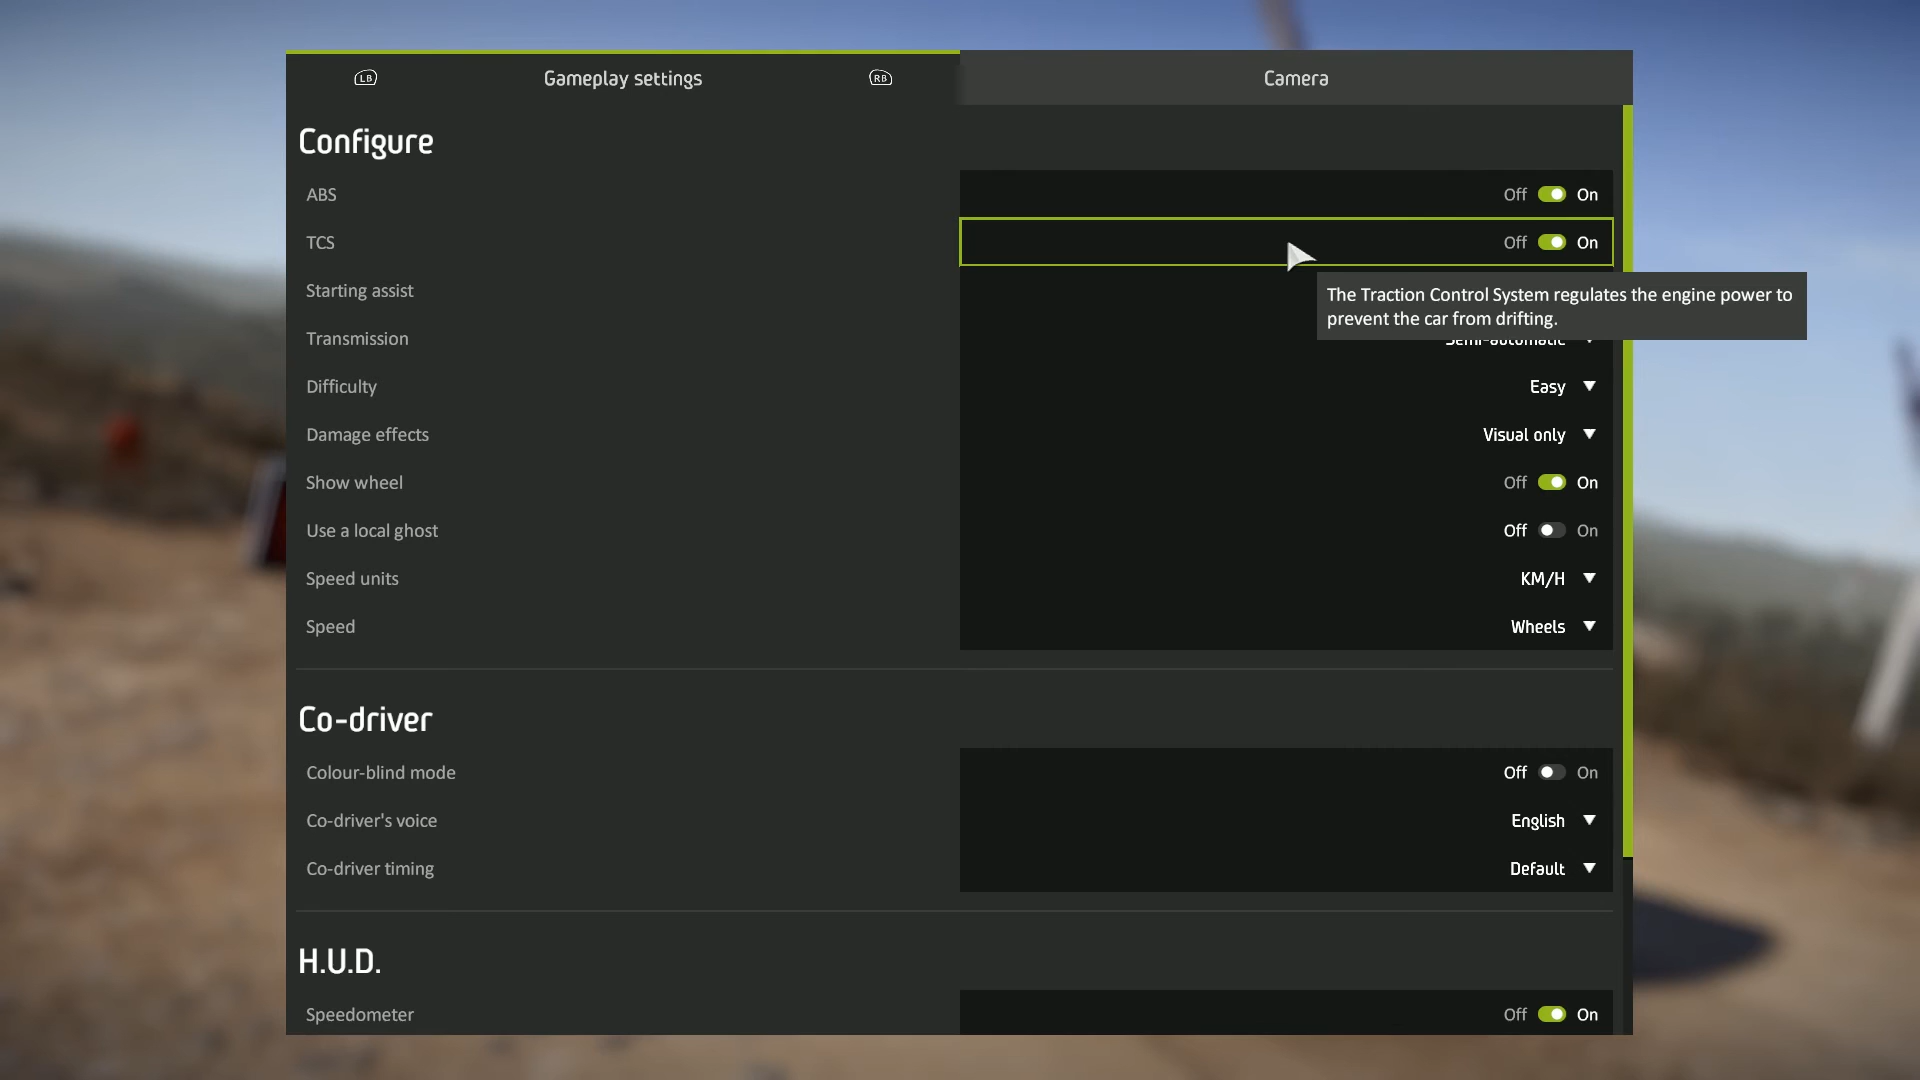 LB Gameplay settings RB Camera
Configure
ABS Off On
TCS Off On
Starting assist
The Traction Control System regulates the engine power to
prevent the car from drifting.
Transmission Semi-automatic
Difficulty Easy
Damage effects Visual only
Show wheel Off On
Use a local ghost Off On
Speed units KM/H
Speed Wheels
Co-driver
Colour-blind mode Off On
Co-driver's voice English
Co-driver timing Default
H.U.D.
Speedometer Off On